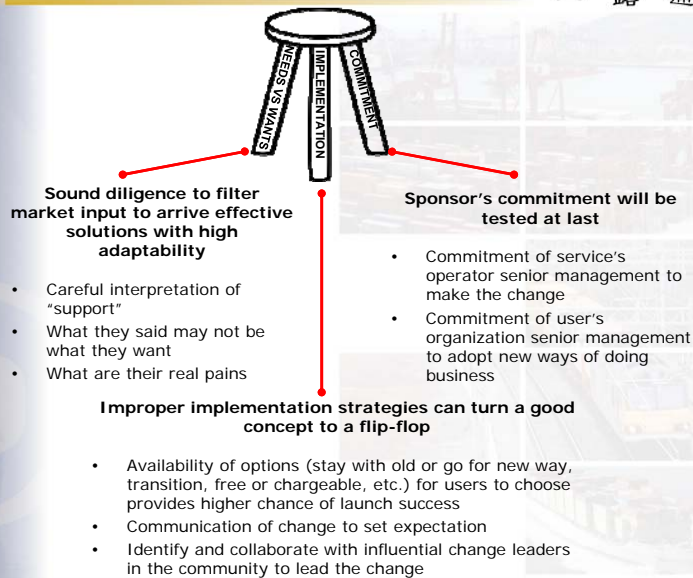 NEEDS VS WANTS
IMPLEMENTATION
COMMITMENT
Sound diligence to filter
market input to arrive effective
solutions with high
adaptability
• Careful interpretation of
“support”
• What they said may not be
what they want
• What are their real pains
Sponsor’s commitment will be
tested at last
• Commitment of service’s
operator senior management to
make the change
• Commitment of user’s
organization senior management
to adopt new ways of doing
business
Improper implementation strategies can turn a good
concept to a flip-flop
• Availability of options (stay with old or go for new way,
transition, free or chargeable, etc.) for users to choose
provides higher chance of launch success
• Communication of change to set expectation
• Identify and collaborate with influential change leaders
in the community to lead the change